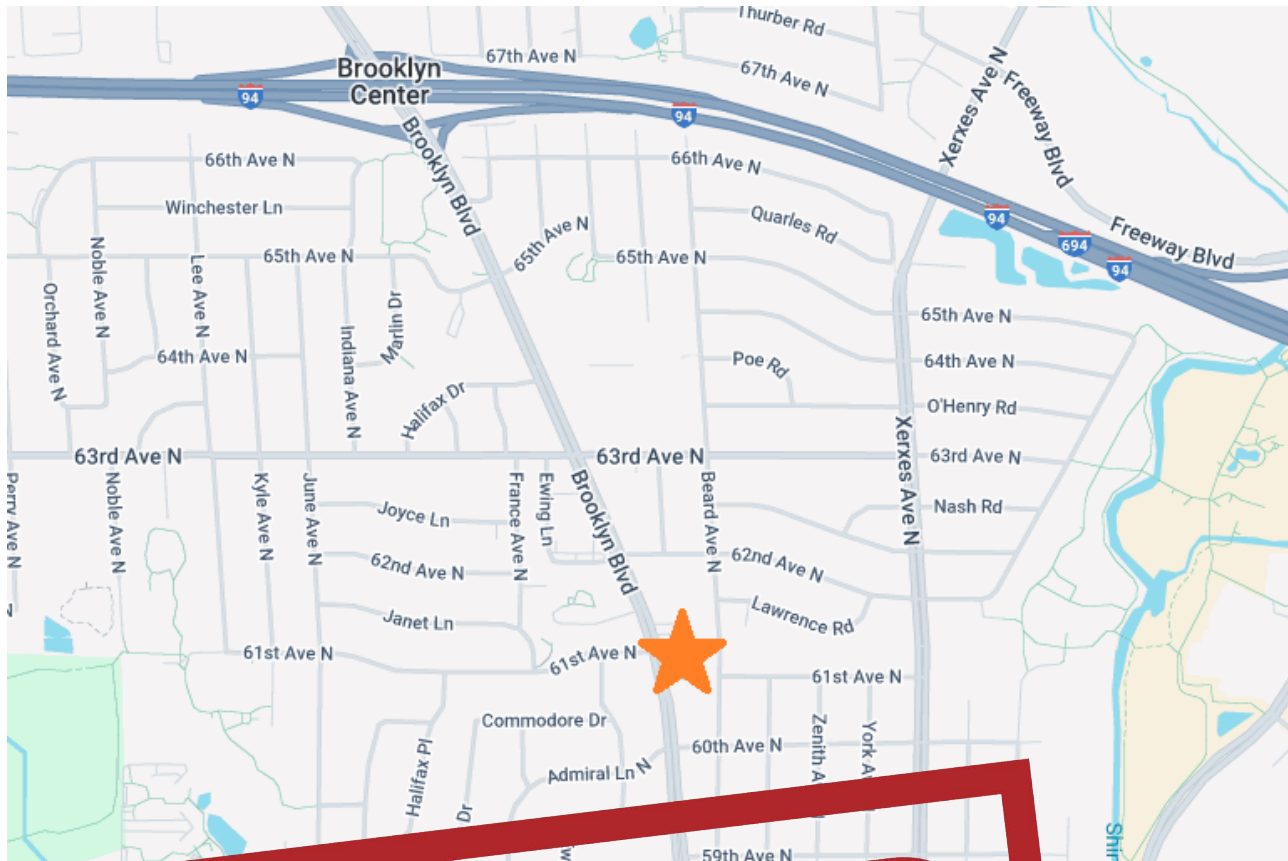 Thurber Rd
67th Ave N
67th Ave N
Brooklyn
Center
94
94
Xerxes Ave N
Freeway Blvd
Brooklyn Blvd
66th Ave N
66th Ave N
Winchester Ln
Quarles Rd
94
694
94
Freeway Blvd
Noble Ave N
Lee Ave N
65th Ave N
65th Ave N
65th Ave N
Orchard Ave N
Indiana Ave N
Marlin Dr
65th Ave N
64th Ave N
Poe Rd
64th Ave N
Halifax Dr
O'Henry Rd
Xerxes Ave N
63rd Ave N
63rd Ave N
63rd Ave N
Perry Ave N
Noble Ave N
Kyle Ave N
June Ave N
Joyce Ln
France Ave N
Ewing Ln
Brooklyn Blvd
Beard Ave N
Nash Rd
62nd Ave N
62nd Ave N
Janet Ln
Lawrence Rd
61st Ave N
61st Ave N
61st Ave N
Commodore Dr
Halifax Pl
60th Ave N
Zenith A
York A
Admiral Ln N
Dr
59th Ave N
Shin